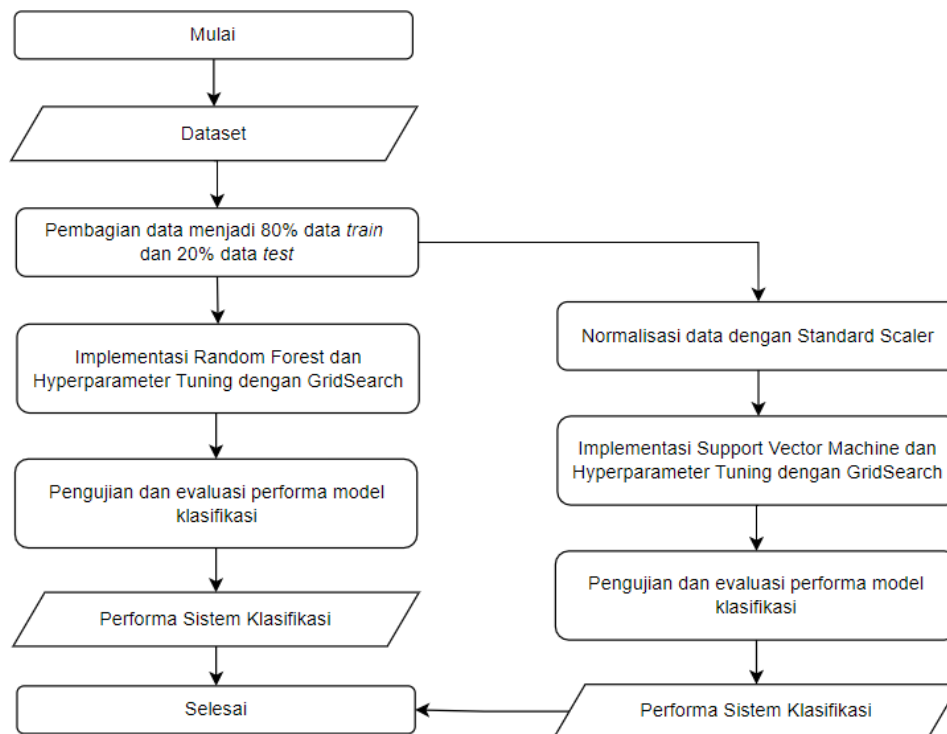 Mulai
Dataset
Pembagian data menjadi 80% data train
dan 20% data test
Implementasi Random Forest dan
Hyperparameter Tuning dengan GridSearch
Pengujian dan evaluasi performa model
klasifikasi
Performa Sistem Klasifikasi
Selesai
Normalisasi data dengan Standard Scaler
Implementasi Support Vector Machine dan
Hyperparameter Tuning dengan GridSearch
Pengujian dan evaluasi performa model
klasifikasi
Performa Sistem Klasifikasi